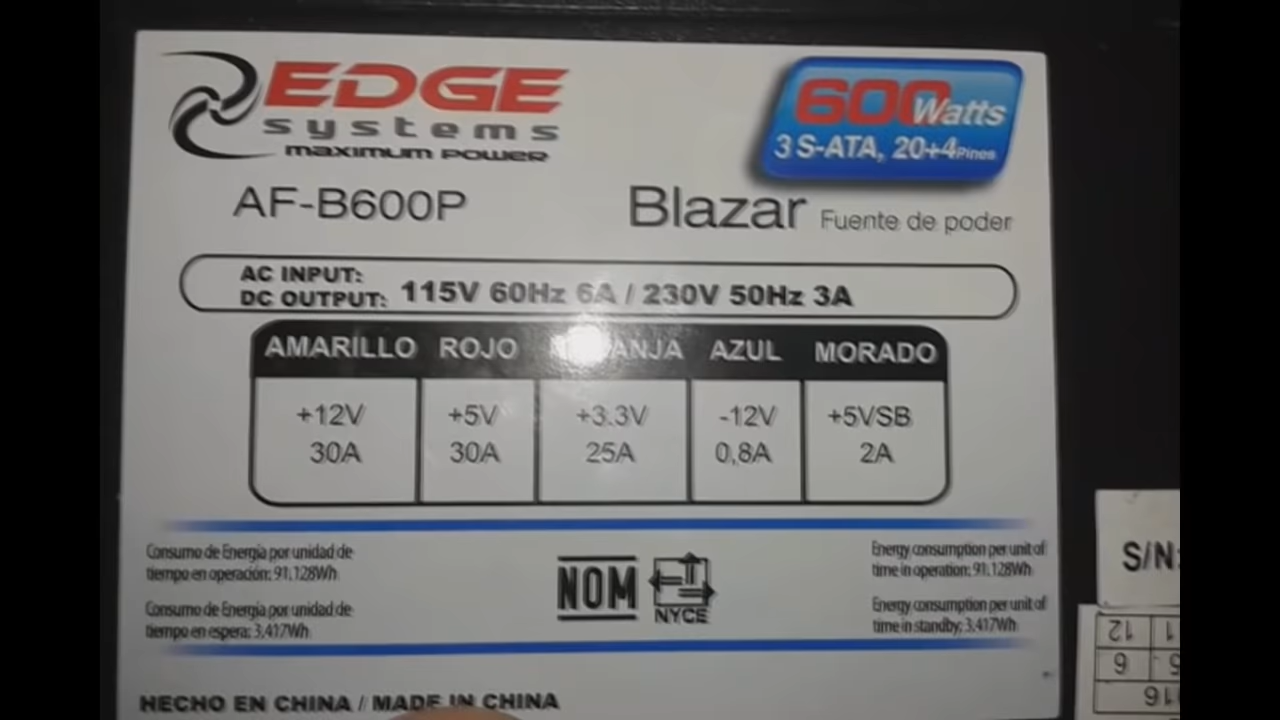 EDGE
systems
MAXIMUM POWER
600 Watts
3 S-ATA, 20+4 Pines
AF-B600P
Blazar Fuente de poder
AC INPUT:
DC OUTPUT: 115V 60Hz 6A / 230V 50Hz 3A
AMARILLO ROJO NARANJA AZUL MORADO
+12V +5V +3.3V -12V +5VSB
30A 30A 25A 0,8A 2A
Consumo de Energía por unidad de
tiempo en operación: 91.128Wh
Consumo de Energía por unidad de
tiempo en espera: 3,417Wh
NOM
NYCE
Energy consumption per unit of
time in operation: 91.128Wh
Energy consumption per unit of
time in standby: 3,417Wh
HECHO EN CHINA / MADE IN CHINA
S/N:
12
6